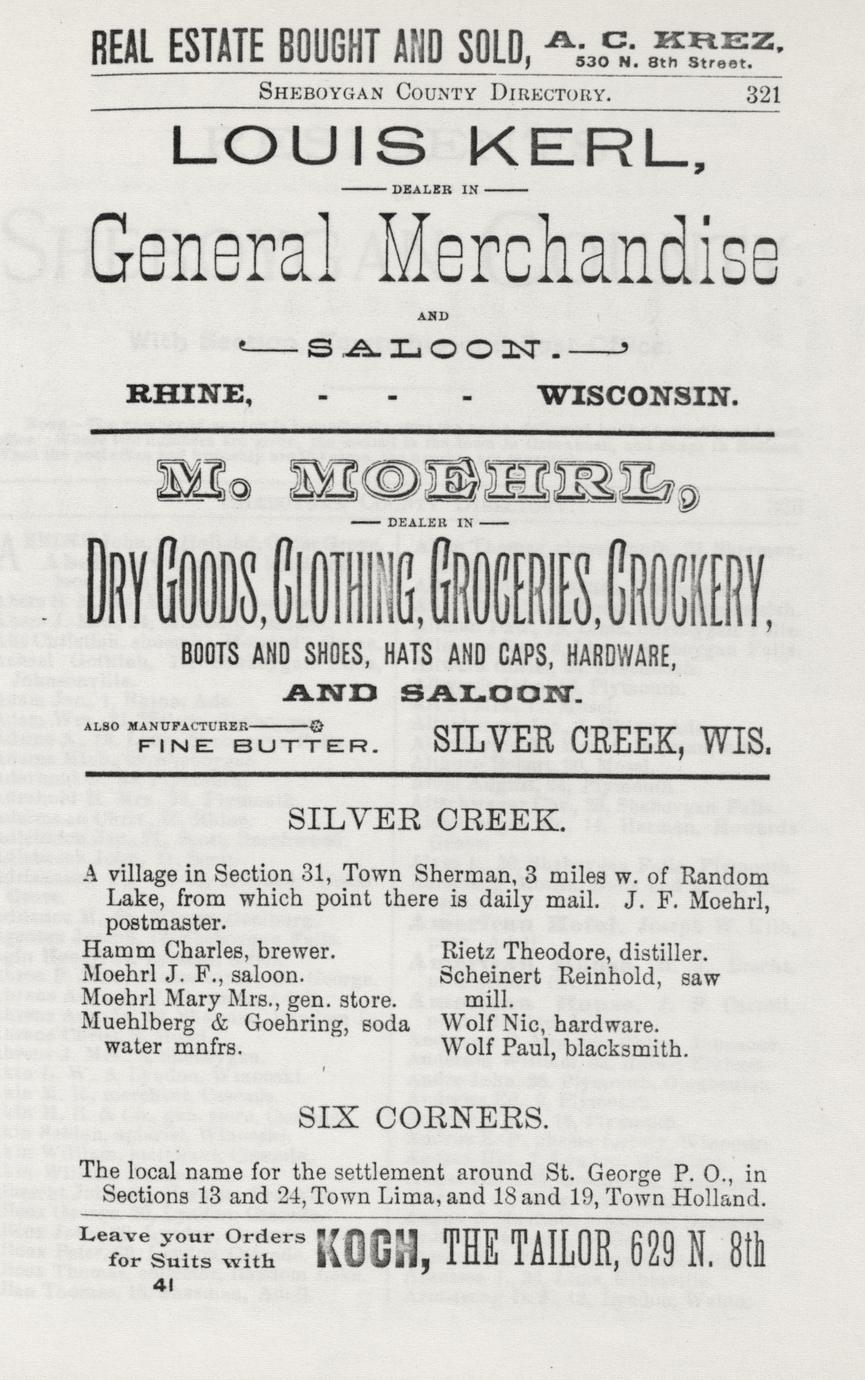 REAL ESTATE BOUGHT AND SOLD, A. C. KREZ,
530 N. 8th Street.
SHEBOYGAN COUNTY DIRECTORY. 321
LOUIS KERL,
DEALER IN
General Merchandise
AND
SALOON.
RHINE, - - - WISCONSIN.
M. MOEHRL,
DEALER IN
DRY GOODS, CLOTHING, GROCERIES, CROCKERY,
BOOTS AND SHOES, HATS AND CAPS, HARDWARE,
AND SALOON.
ALSO MANUFACTURER
FINE BUTTER. SILVER CREEK, WIS.
SILVER CREEK.
A village in Section 31, Town Sherman, 3 miles w. of Random
Lake, from which point there is daily mail. J. F. Moehrl,
postmaster.
Hamm Charles, brewer.
Moehrl J. F., saloon.
Moehrl Mary Mrs., gen. store.
Muehlberg & Goehring, soda
water mnfrs.
Rietz Theodore, distiller.
Scheinert Reinhold, saw
mill.
Wolf Nic, hardware.
Wolf Paul, blacksmith.
SIX CORNERS.
The local name for the settlement around St. George P. O., in
Sections 13 and 24, Town Lima, and 18 and 19, Town Holland.
Leave your Orders
for Suits with KOCH, THE TAILOR, 629 N. 8th
41